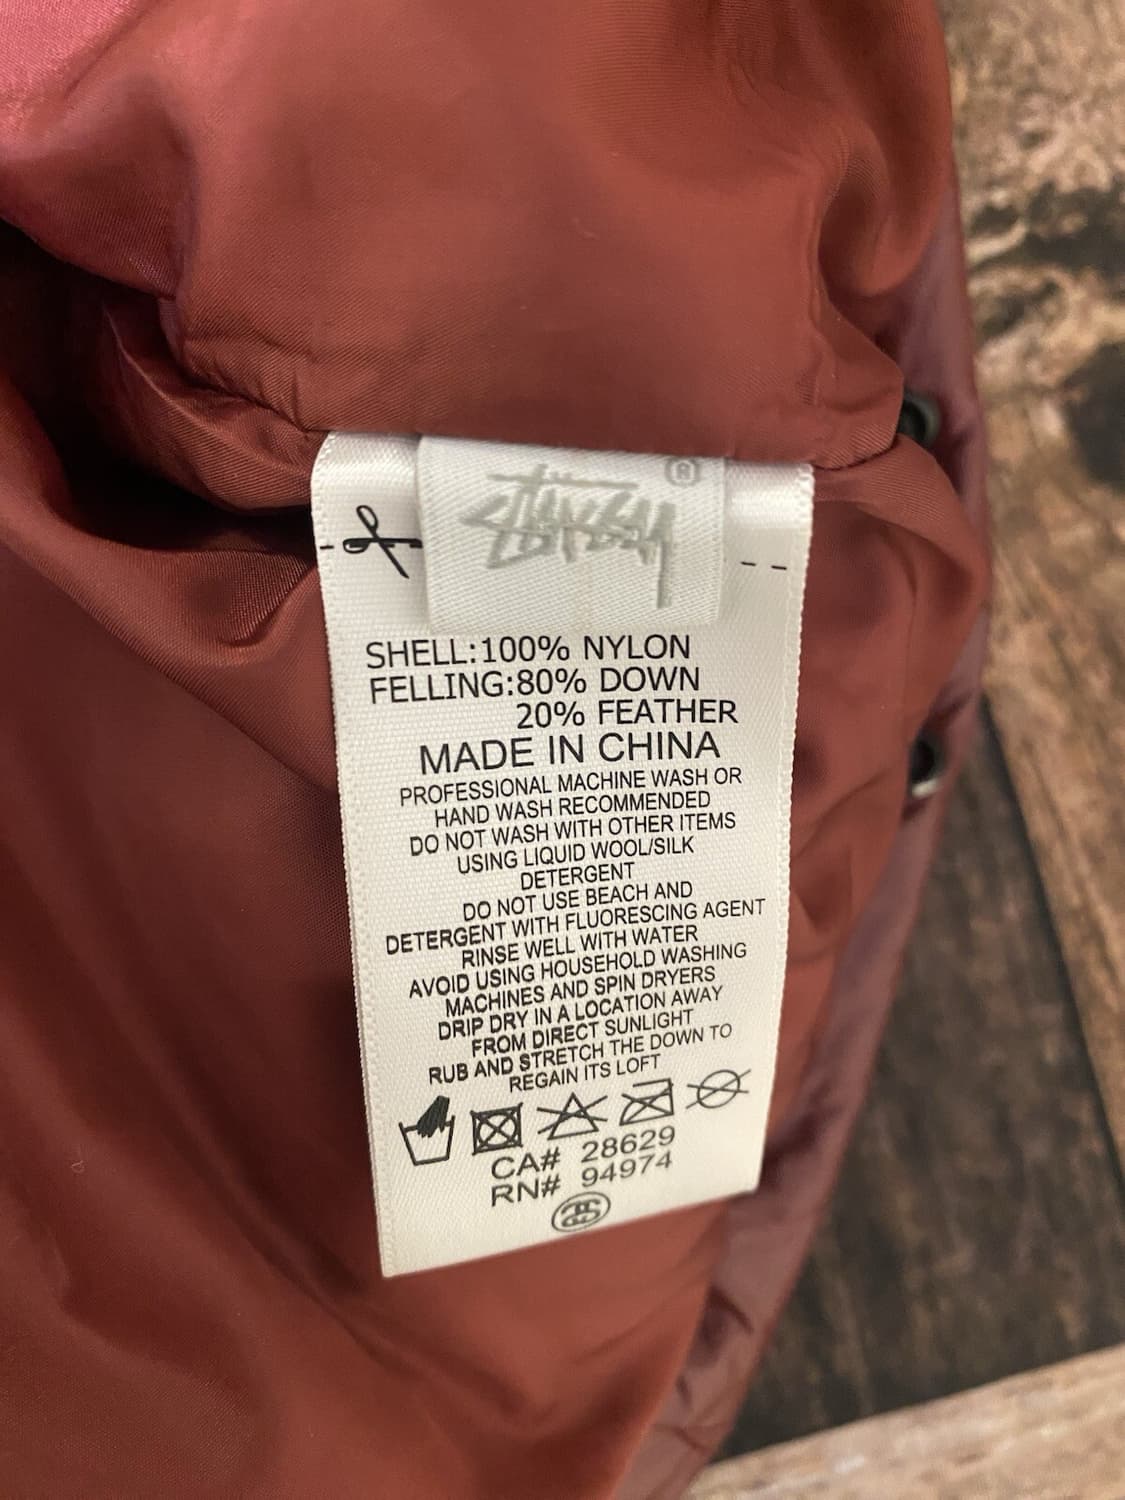 Stüssy ®
SHELL:100% NYLON
FELLING:80% DOWN
20% FEATHER
MADE IN CHINA
PROFESSIONAL MACHINE WASH OR
HAND WASH RECOMMENDED
DO NOT WASH WITH OTHER ITEMS
USING LIQUID WOOL/SILK
DETERGENT
DO NOT USE BEACH AND
DETERGENT WITH FLUORESCING AGENT
RINSE WELL WITH WATER
AVOID USING HOUSEHOLD WASHING
MACHINES AND SPIN DRYERS
DRIP DRY IN A LOCATION AWAY
FROM DIRECT SUNLIGHT
RUB AND STRETCH THE DOWN TO
REGAIN ITS LOFT
CA# 28629
RN# 94974